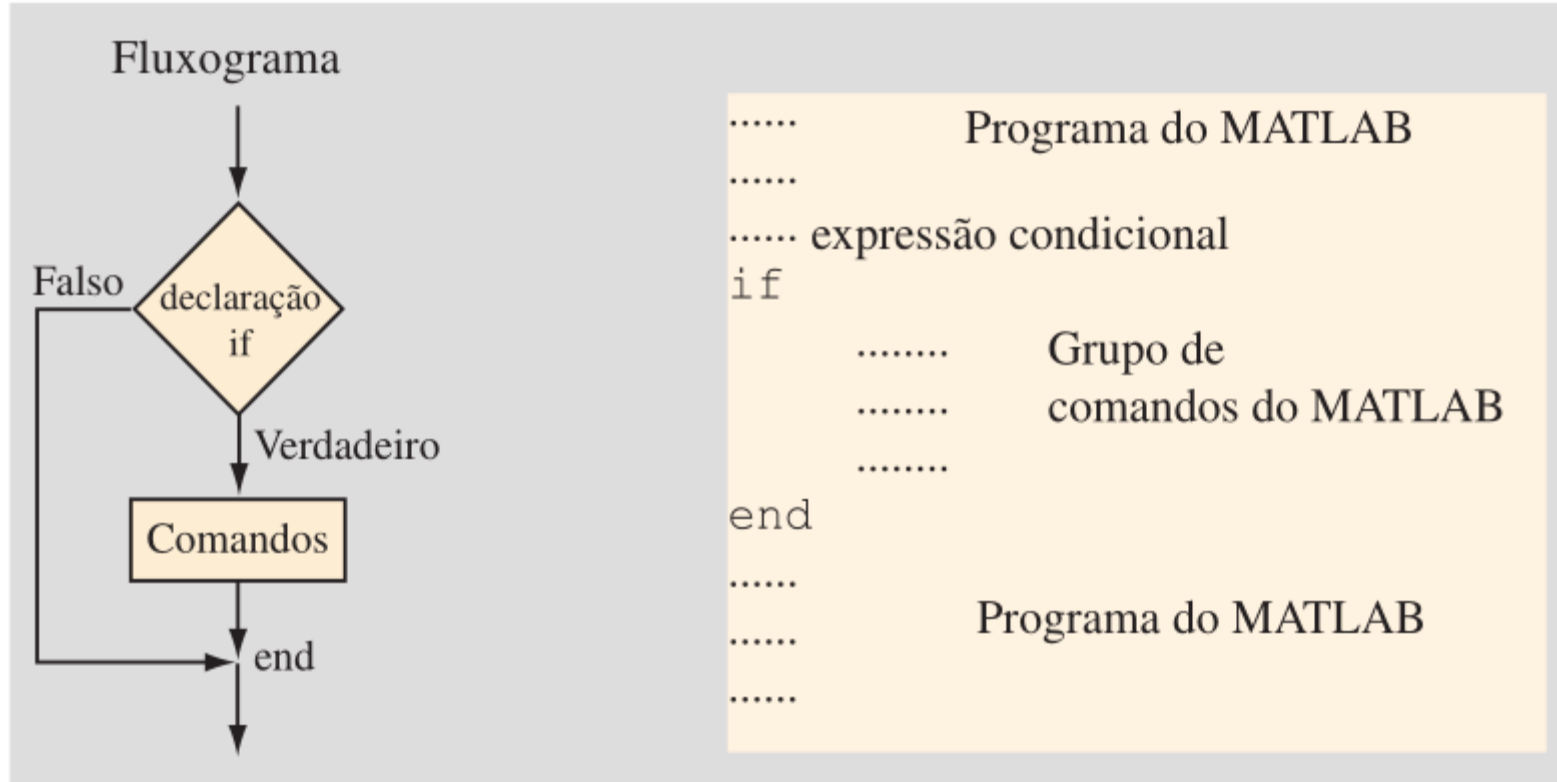 Fluxograma
Falso
declaração
if
Verdadeiro
Comandos
end
...... Programa do MATLAB
......
...... expressão condicional
if
........ Grupo de
........ comandos do MATLAB
........
end
......
Programa do MATLAB
......
......